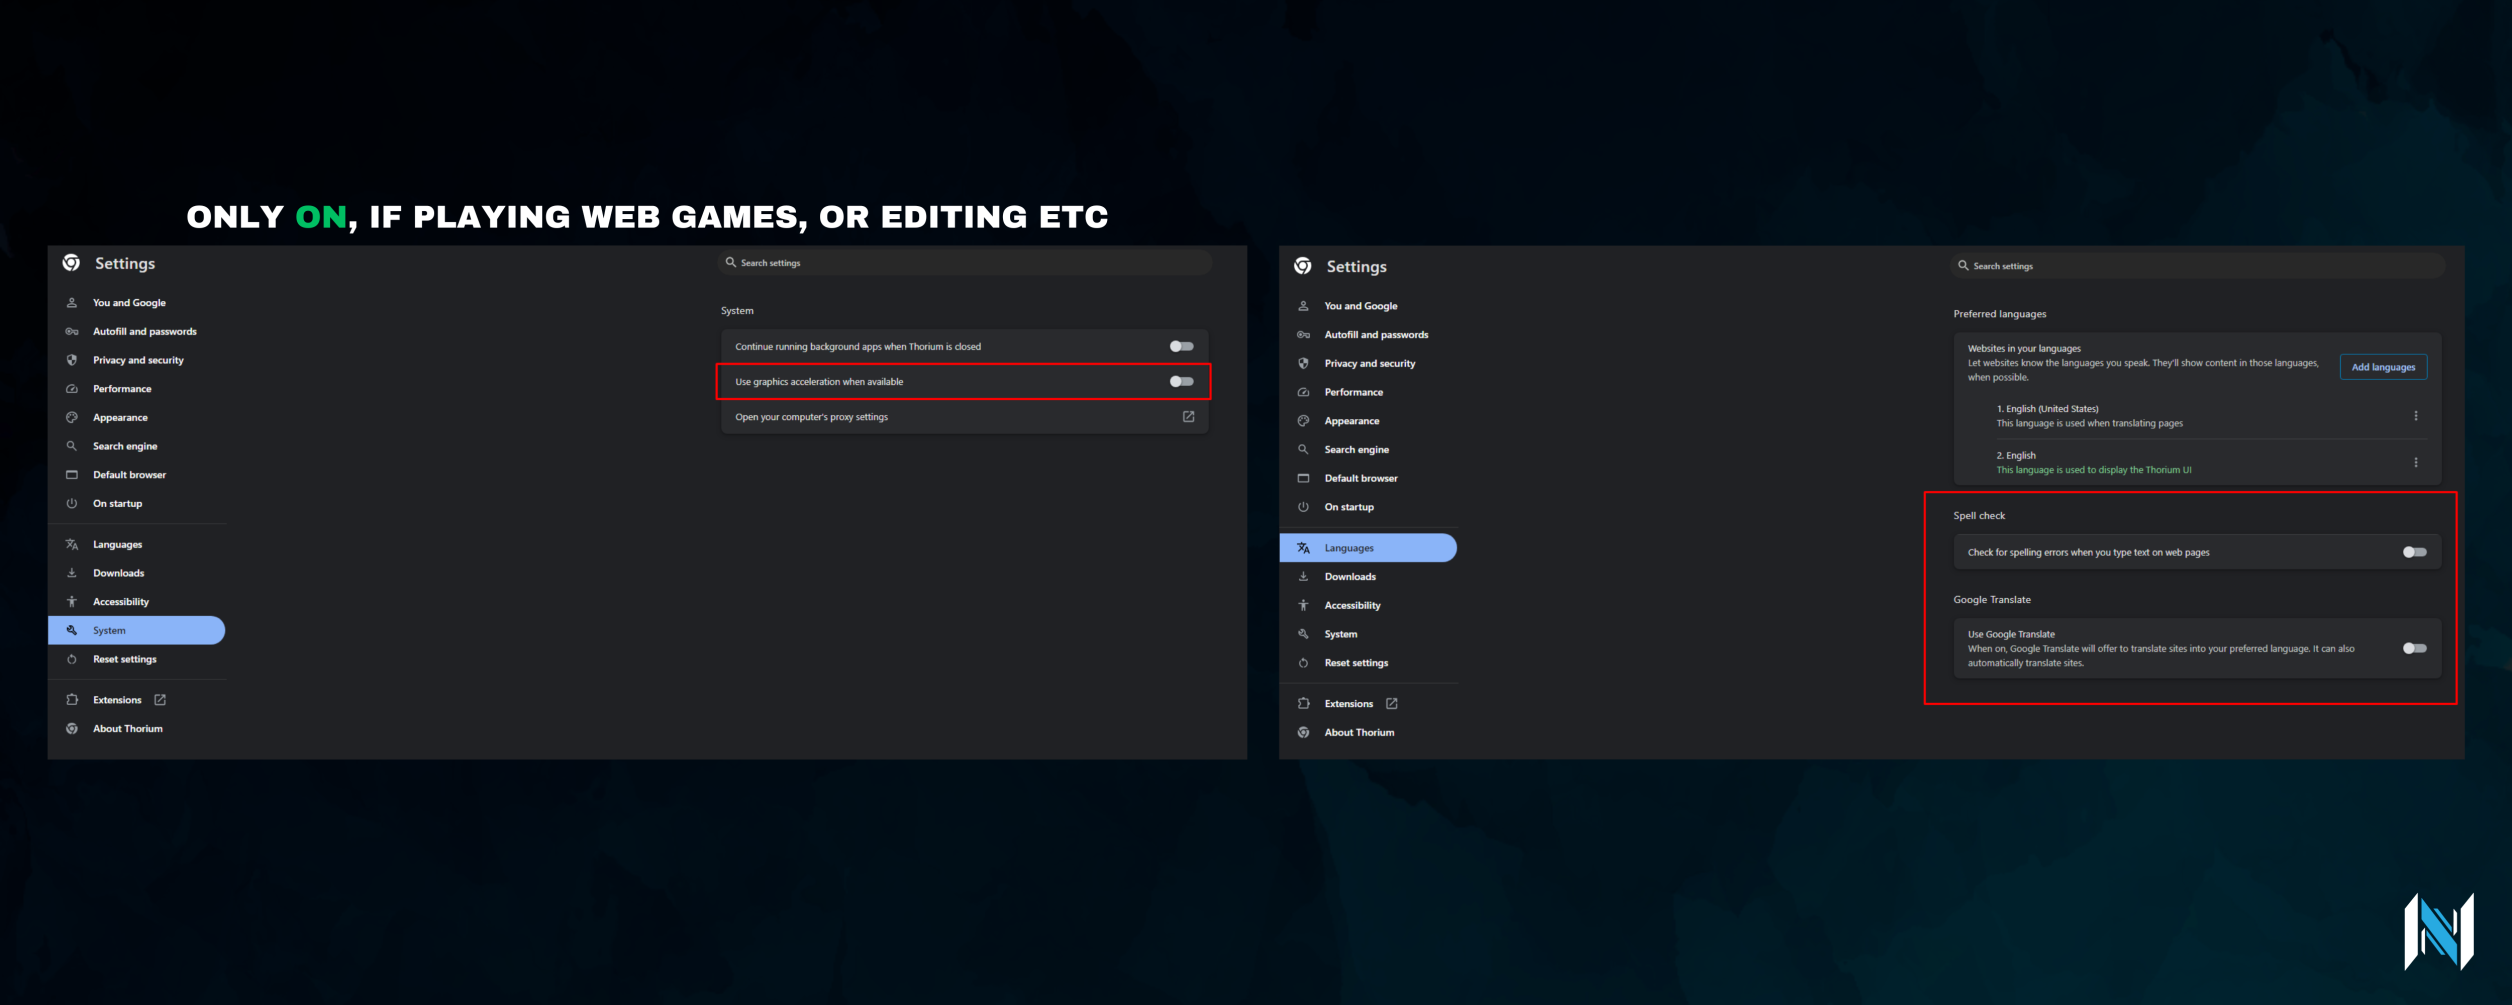 ONLY ON, IF PLAYING WEB GAMES, OR EDITING ETC
Settings
Search settings
You and Google
Autofill and passwords
Privacy and security
Performance
Appearance
Search engine
Default browser
On startup
Languages
Downloads
Accessibility
System
Reset settings
Extensions
About Thorium
System
Continue running background apps when Thorium is closed
Use graphics acceleration when available
Open your computer's proxy settings
Settings
Search settings
You and Google
Autofill and passwords
Privacy and security
Performance
Appearance
Search engine
Default browser
On startup
Languages
Downloads
Accessibility
System
Reset settings
Extensions
About Thorium
Preferred languages
Websites in your languages
Let websites know the languages you speak. They'll show content in those languages,
when possible.
Add languages
1. English (United States)
This language is used when translating pages
2. English
This language is used to display the Thorium UI
Spell check
Check for spelling errors when you type text on web pages
Google Translate
Use Google Translate
When on, Google Translate will offer to translate sites into your preferred language. It can also
automatically translate sites.